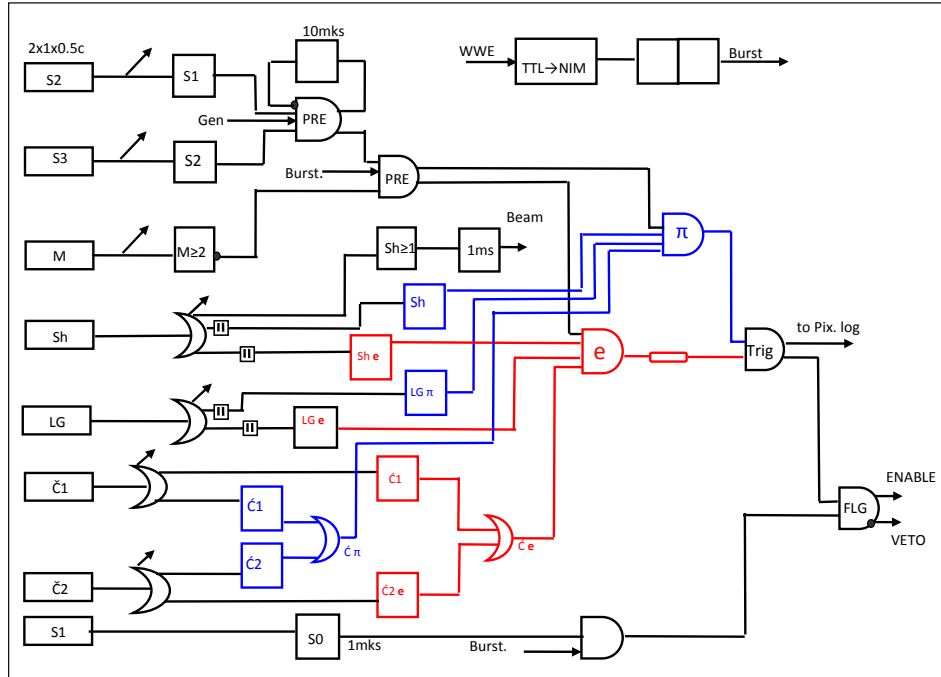 10mks
2x1x0.5c
WWE
TTL→NIM
Burst
S2
S1
Gen
PRE
S3
S2
Burst.
PRE
Beam
π
M
M≥2
Sh≥1
1ms
Sh
Sh
to Pix. log
Sh e
e
Trig
LG π
LG
LG e
Č1
Ć1
Ć1
ENABLE
FLG
Ć2
Ć π
Ć e
VETO
Č2
Ć2 e
S1
S0
1mks
Burst.